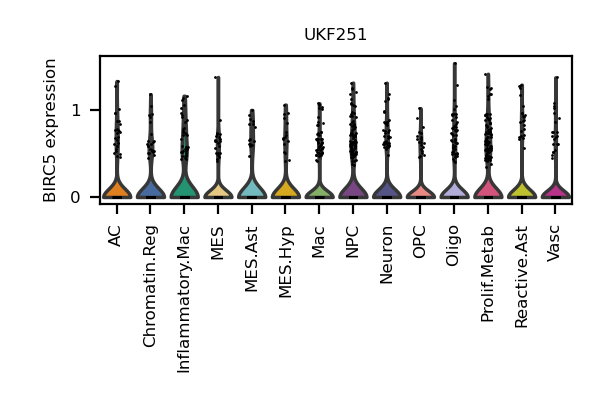 UKF251
BIRC5 expression
1
0
AC
Chromatin.Reg
Inflammatory.Mac
MES
MES.Ast
MES.Hyp
Mac
NPC
Neuron
OPC
Oligo
Prolif.Metab
Reactive.Ast
Vasc